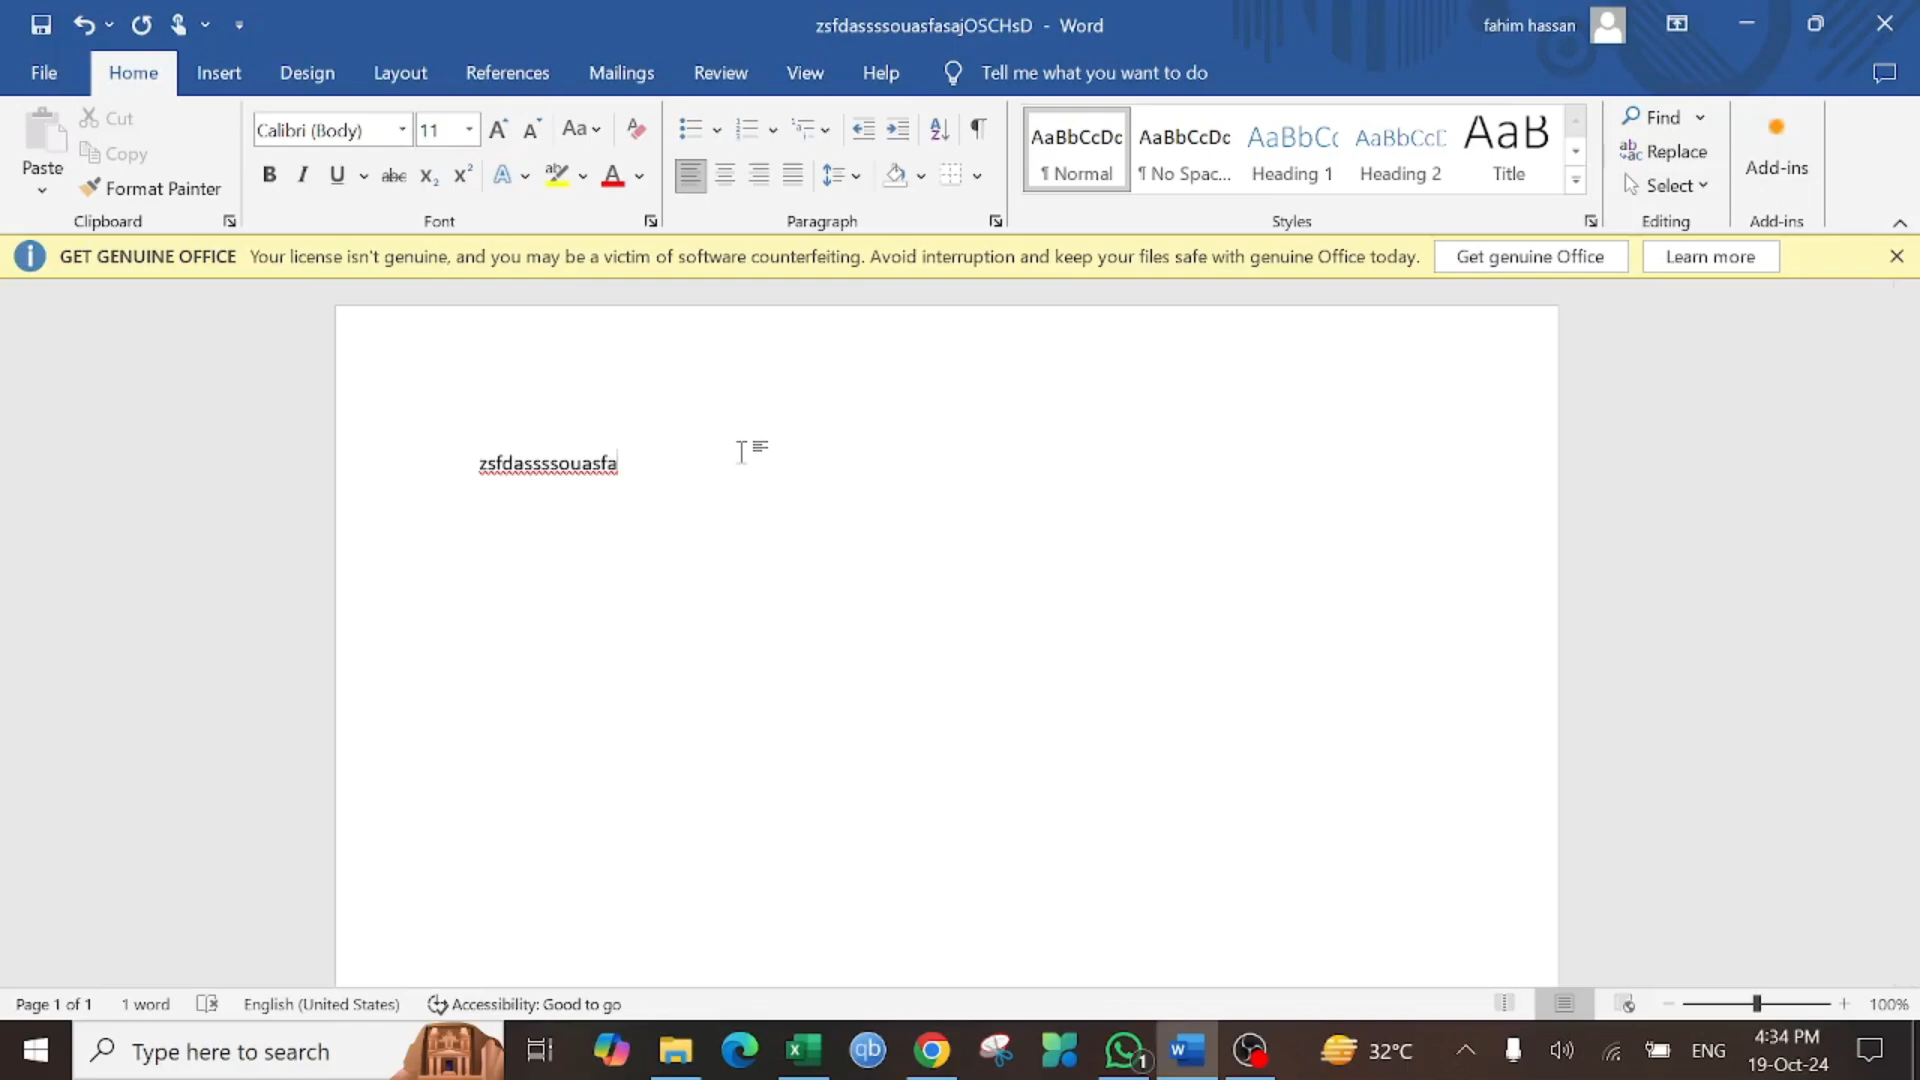 zsfdassssouasfasajOSCHsD - Word
fahim hassan
File Home Insert Design Layout References Mailings Review View Help Tell me what you want to do
Paste
Cut
Copy
Format Painter
Clipboard
Calibri (Body) 11
Font
Paragraph
AaBbCcDc AaBbCcDc AaBbCc AaBbCcD AaB
¶ Normal ¶ No Spac... Heading 1 Heading 2 Title
Styles
Find
Replace
Select
Editing
Add-ins
Add-ins
GET GENUINE OFFICE Your license isn't genuine, and you may be a victim of software counterfeiting. Avoid interruption and keep your files safe with genuine Office today. Get genuine Office Learn more
zsfdassssouasfa
Page 1 of 1 1 word English (United States) Accessibility: Good to go 100%
Type here to search
qb
1
32°C
ENG
4:34 PM
19-Oct-24